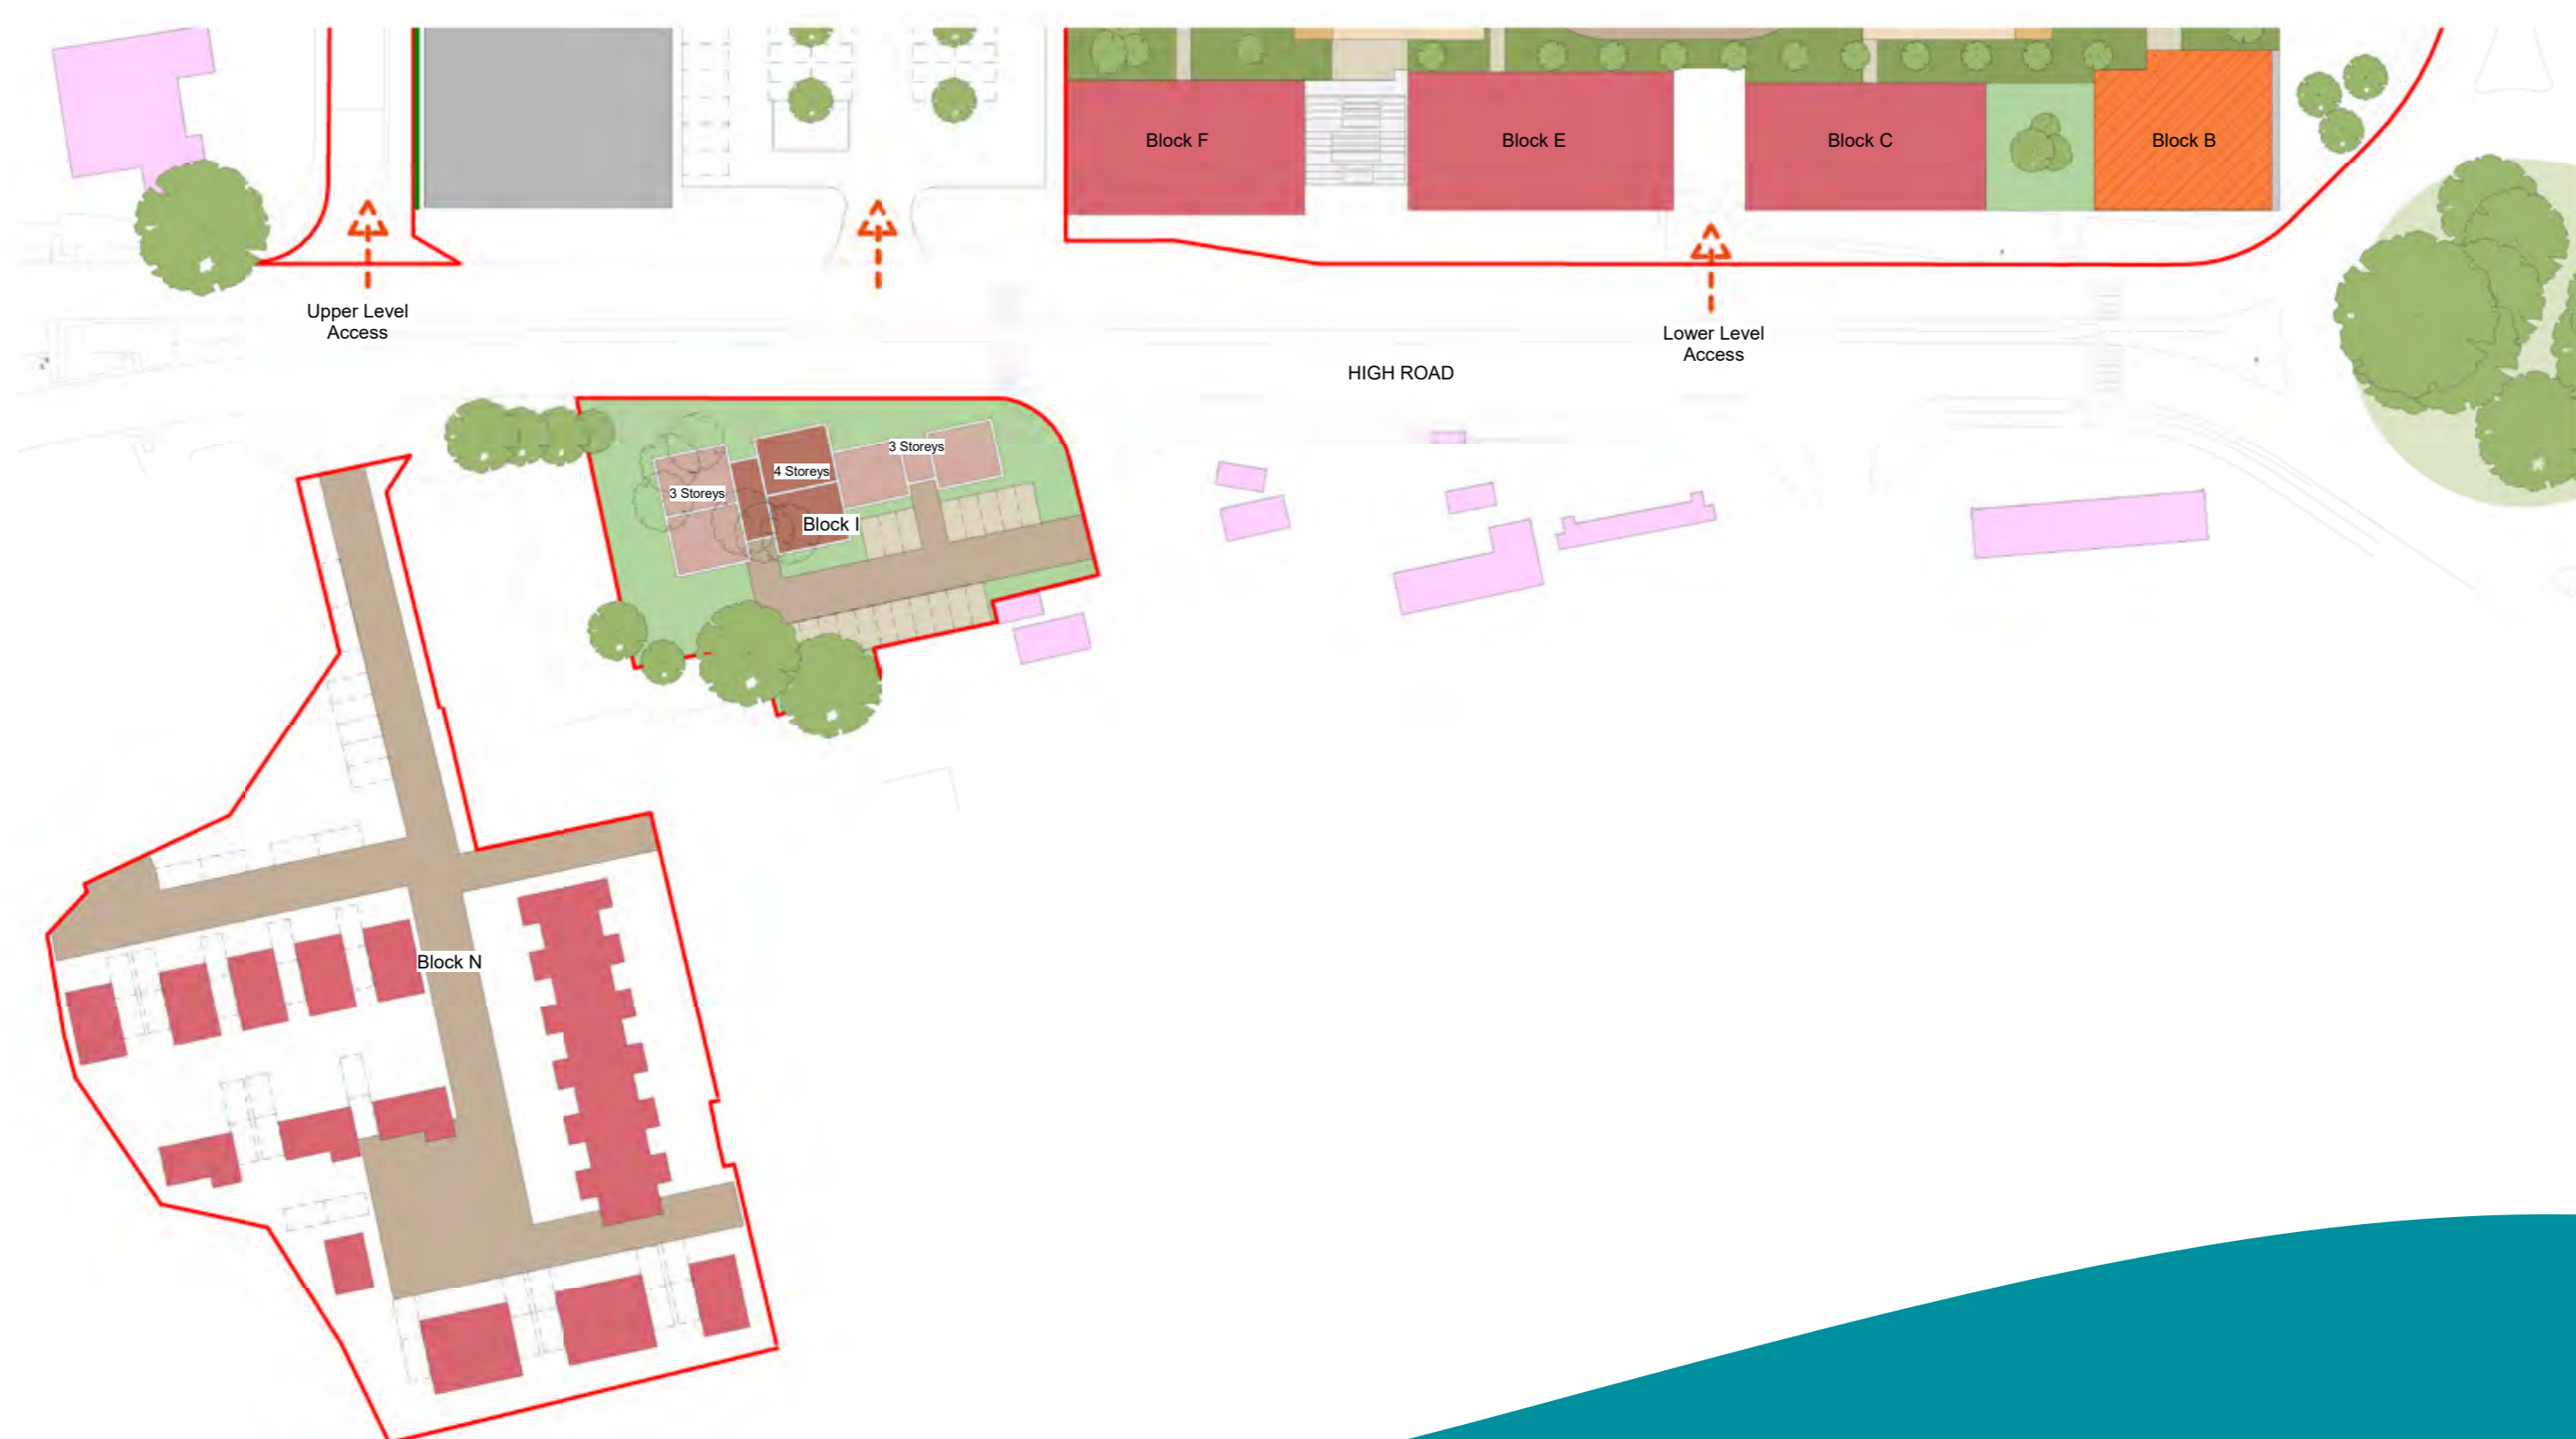 Block F
Block E
Block C
Block B
Upper Level
Access
Lower Level
Access
HIGH ROAD
3 Storeys
4 Storeys
3 Storeys
Block I
Block N